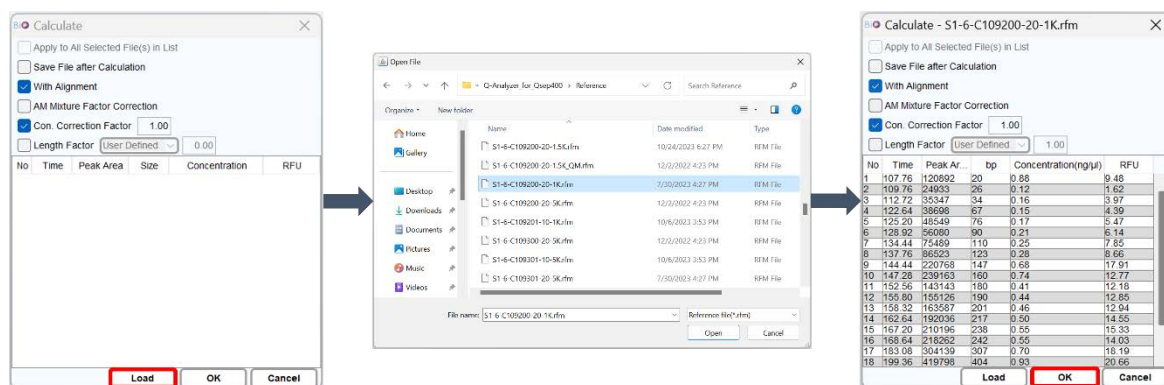 BiO Calculate
Apply to All Selected File(s) in List
Save File after Calculation
With Alignment
AM Mixture Factor Correction
Con. Correction Factor 1.00
Length Factor User Defined 0.00
No Time Peak Area Size Concentration RFU
Load OK Cancel
Open File
Q-Analyzer_for_Qsep400 > Reference
Search Reference
Organize New folder
Name Date modified Type
Home
Gallery
Desktop
Downloads
Documents
Pictures
Music
Videos
S1-6-C109200-20-1.5K.rfm 10/24/2023 6:27 PM RFM File
S1-6-C109200-20-1.5K_QM.rfm 12/2/2022 4:23 PM RFM File
S1-6-C109200-20-1K.rfm 7/30/2023 4:27 PM RFM File
S1-6-C109200-20-5K.rfm 12/2/2022 4:23 PM RFM File
S1-6-C109201-10-1K.rfm 10/6/2023 3:53 PM RFM File
S1-6-C109300-20-5K.rfm 12/2/2022 4:23 PM RFM File
S1-6-C109301-10-5K.rfm 10/6/2023 3:53 PM RFM File
S1-6-C109301-20-5K.rfm 7/30/2023 4:27 PM RFM File
File name: S1-6-C109200-20-1K.rfm Reference file(*.rfm)
Open Cancel
BiO Calculate - S1-6-C109200-20-1K.rfm
Apply to All Selected File(s) in List
Save File after Calculation
With Alignment
AM Mixture Factor Correction
Con. Correction Factor 1.00
Length Factor User Defined 1.00
No Time Peak Ar... bp Concentration(ng/µl) RFU
1 107.76 120892 20 0.88 9.48
2 109.76 24933 26 0.12 1.62
3 112.72 35347 34 0.16 3.97
4 122.64 38698 67 0.15 4.39
5 125.20 48549 76 0.17 5.47
6 128.92 56080 90 0.21 6.14
7 134.44 75489 110 0.25 7.85
8 137.76 86523 123 0.28 8.66
9 144.44 220768 147 0.68 17.91
10 147.28 239163 160 0.74 12.77
11 152.56 143143 180 0.41 12.18
12 155.80 155126 190 0.44 12.85
13 158.32 163587 201 0.46 12.94
14 162.64 192036 217 0.50 14.55
15 167.20 210196 238 0.55 15.33
16 168.64 218262 242 0.55 14.03
17 183.08 304139 307 0.70 18.19
18 199.36 419798 404 0.93 20.66
Load OK Cancel